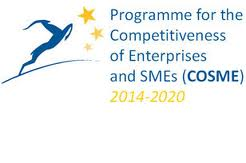 Programme for the
Competitiveness
of Enterprises
and SMEs (COSME)
2014-2020